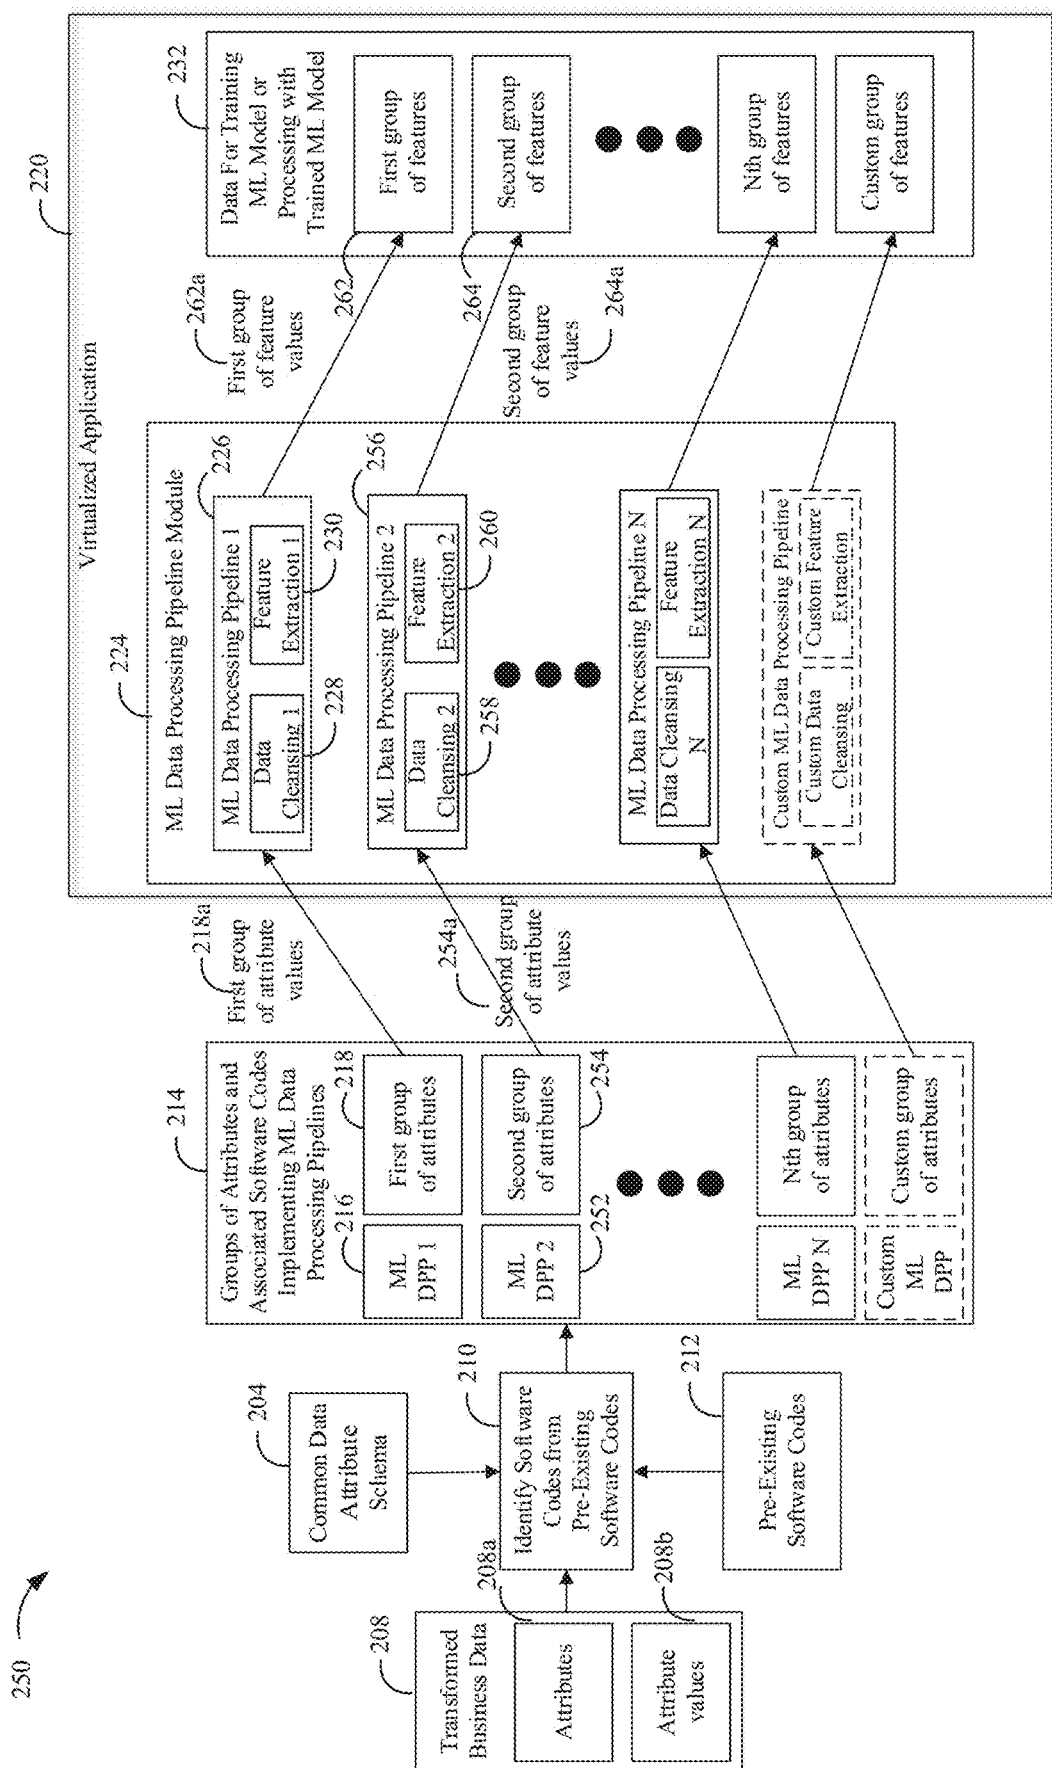 250
208
Transformed
Business Data
208a
Attributes
208b
Attribute
values
204
Common Data
Attribute
Schema
210
Identify Software
Codes from
Pre-Existing
Software Codes
212
Pre-Existing
Software Codes
214
Groups of Attributes and
Associated Software Codes
Implementing ML Data
Processing Pipelines
216
218
ML
DPP 1
First group
of attributes
ML
DPP 2
Second group
of attributes
252
254
ML
DPP N
Nth group
of attributes
Custom
ML
DPP
Custom group
of attributes
218a
First group
of attribute
values
254a
Second group
of attribute
values
220
Virtualized Application
224
ML Data Processing Pipeline Module
226
ML Data Processing Pipeline 1
Data
Cleansing 1
Feature
Extraction 1
228
230
256
ML Data Processing Pipeline 2
Data
Cleansing 2
Feature
Extraction 2
258
260
ML Data Processing Pipeline N
Data Cleansing
N
Feature
Extraction N
Custom ML Data Processing Pipeline
Custom Data
Cleansing
Custom Feature
Extraction
262a
First group
of feature
values
Second group
of feature
values
264a
232
Data For Training
ML Model or
Processing with
Trained ML Model
262
First group
of features
264
Second group
of features
Nth group
of features
Custom group
of features